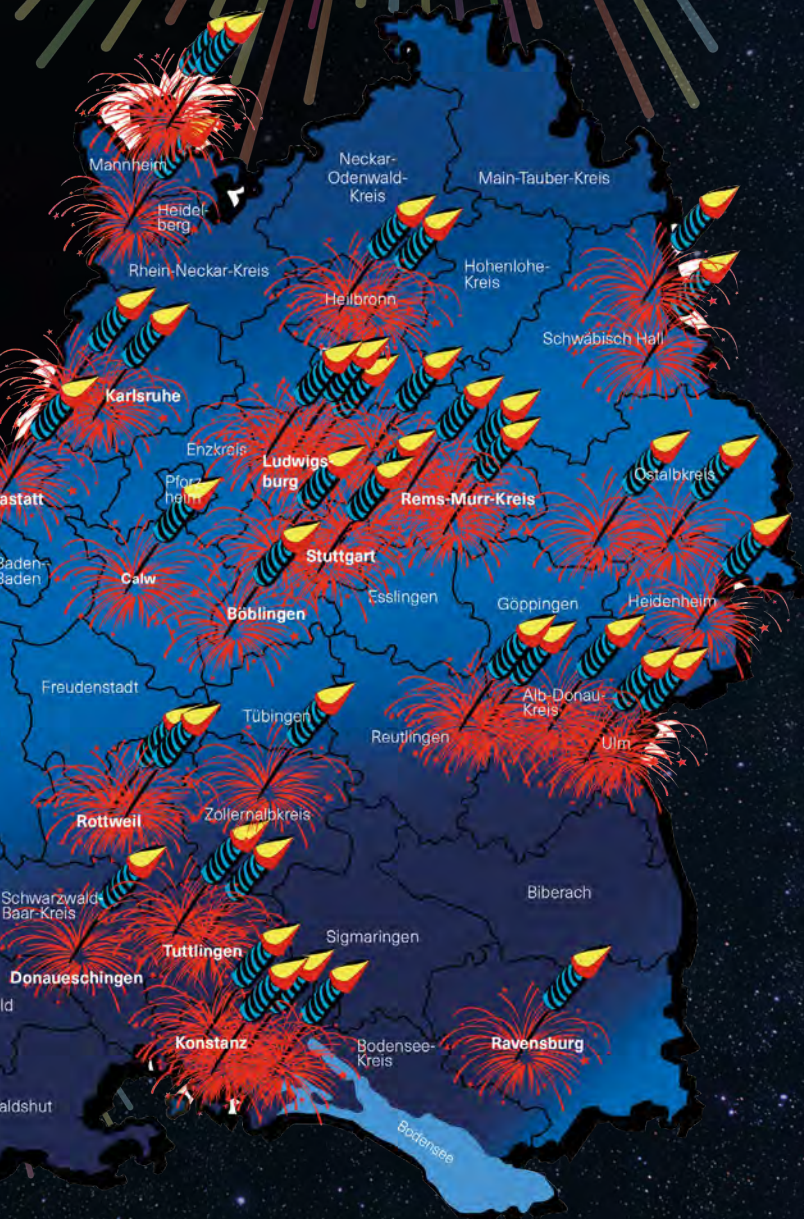 Neckar-
Odenwald-
Kreis
Main-Tauber-Kreis
Mannheim
Heidel-
berg
Rhein-Neckar-Kreis
Hohenlohe-
Kreis
Heilbronn
Schwäbisch Hall
Karlsruhe
Enzkreis
Ludwigs
burg
Ostalbkreis
Pforz
heim
astatt
Rems-Murr-Kreis
Stuttgart
Baden-
Baden
Calw
Esslingen
Göppingen
Heidenheim
Böblingen
Freudenstadt
Alb-Donau-
Kreis
Tübingen
Reutlingen
Ulm
Rottweil
Zollernalbkreis
Schwarzwald-
Baar-Kreis
Biberach
Sigmaringen
Tuttlingen
Donaueschingen
ld
Konstanz
Bodensee-
Kreis
Ravensburg
aldshut
Bodensee